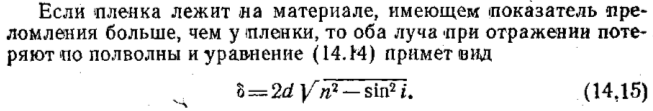 Если пленка лежит на материале, имеющем показатель пре-
ломления больше, чем у пленки, то оба луча при отражении поте-
ряют по полволны и уравнение (14.14) примет вид
δ=2d √n²−sin² i. (14,15)